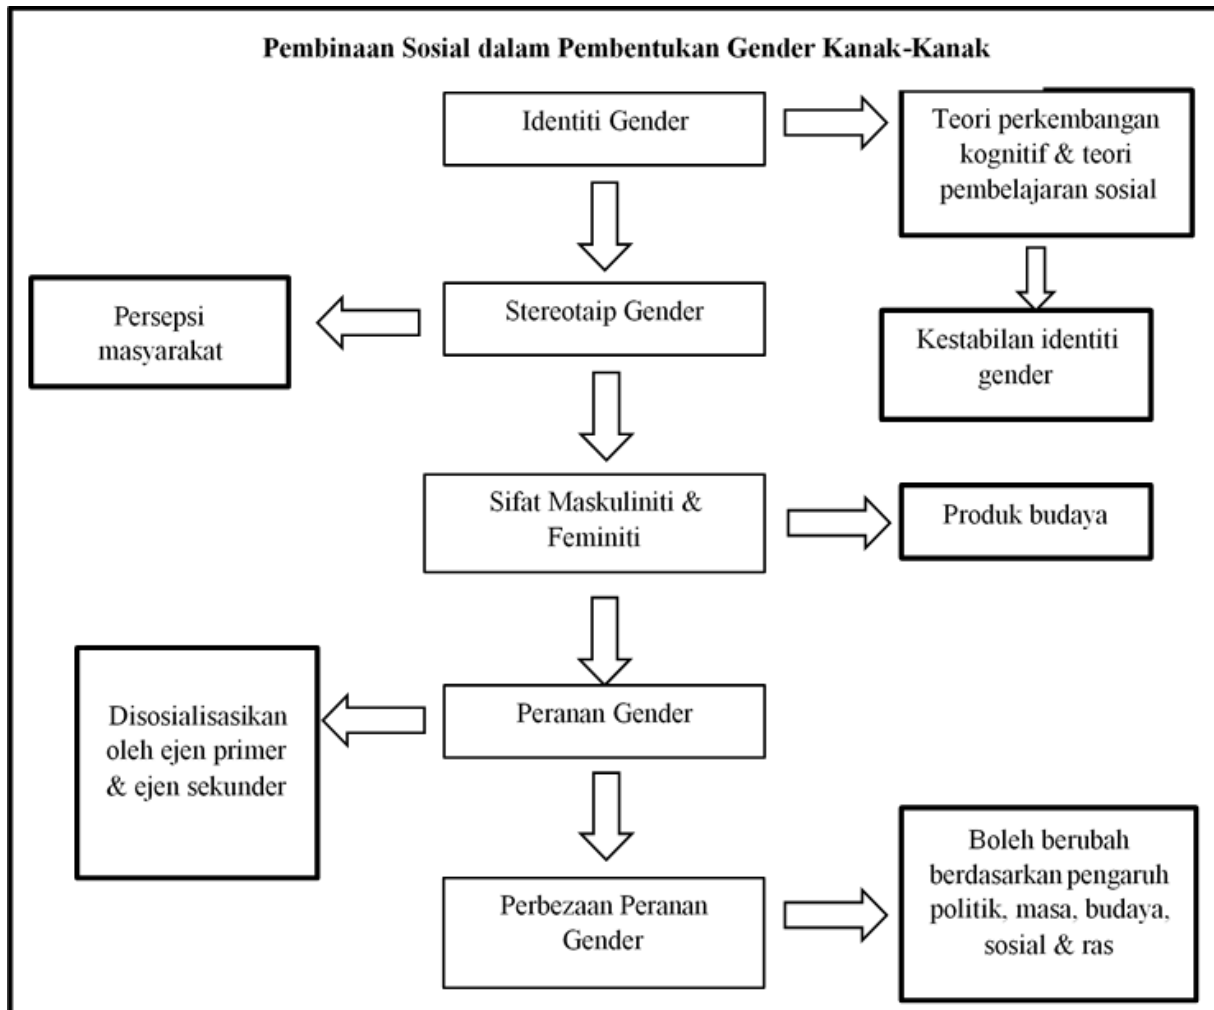 Pembinaan Sosial dalam Pembentukan Gender Kanak-Kanak
Identiti Gender
Teori perkembangan
kognitif & teori
pembelajaran sosial
Stereotaip Gender
Persepsi
masyarakat
Kestabilan identiti
gender
Sifat Maskuliniti &
Feminiti
Produk budaya
Peranan Gender
Disosialisasikan
oleh ejen primer
& ejen sekunder
Perbezaan Peranan
Gender
Boleh berubah
berdasarkan pengaruh
politik, masa, budaya,
sosial & ras